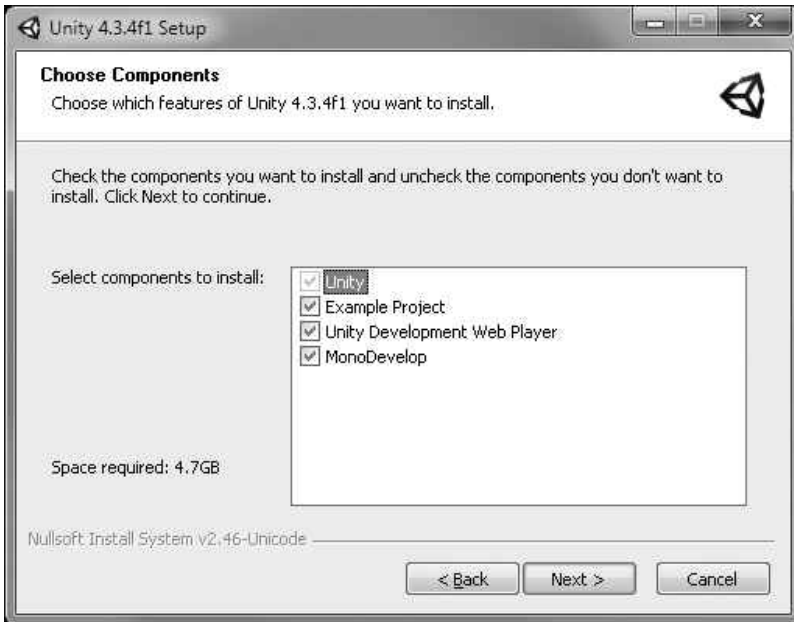 Unity 4.3.4f1 Setup
Choose Components
Choose which features of Unity 4.3.4f1 you want to install.
Check the components you want to install and uncheck the components you don't want to
install. Click Next to continue.
Select components to install:
Unity
Example Project
Unity Development Web Player
MonoDevelop
Space required: 4.7GB
Nullsoft Install System v2.46-Unicode
< Back
Next >
Cancel